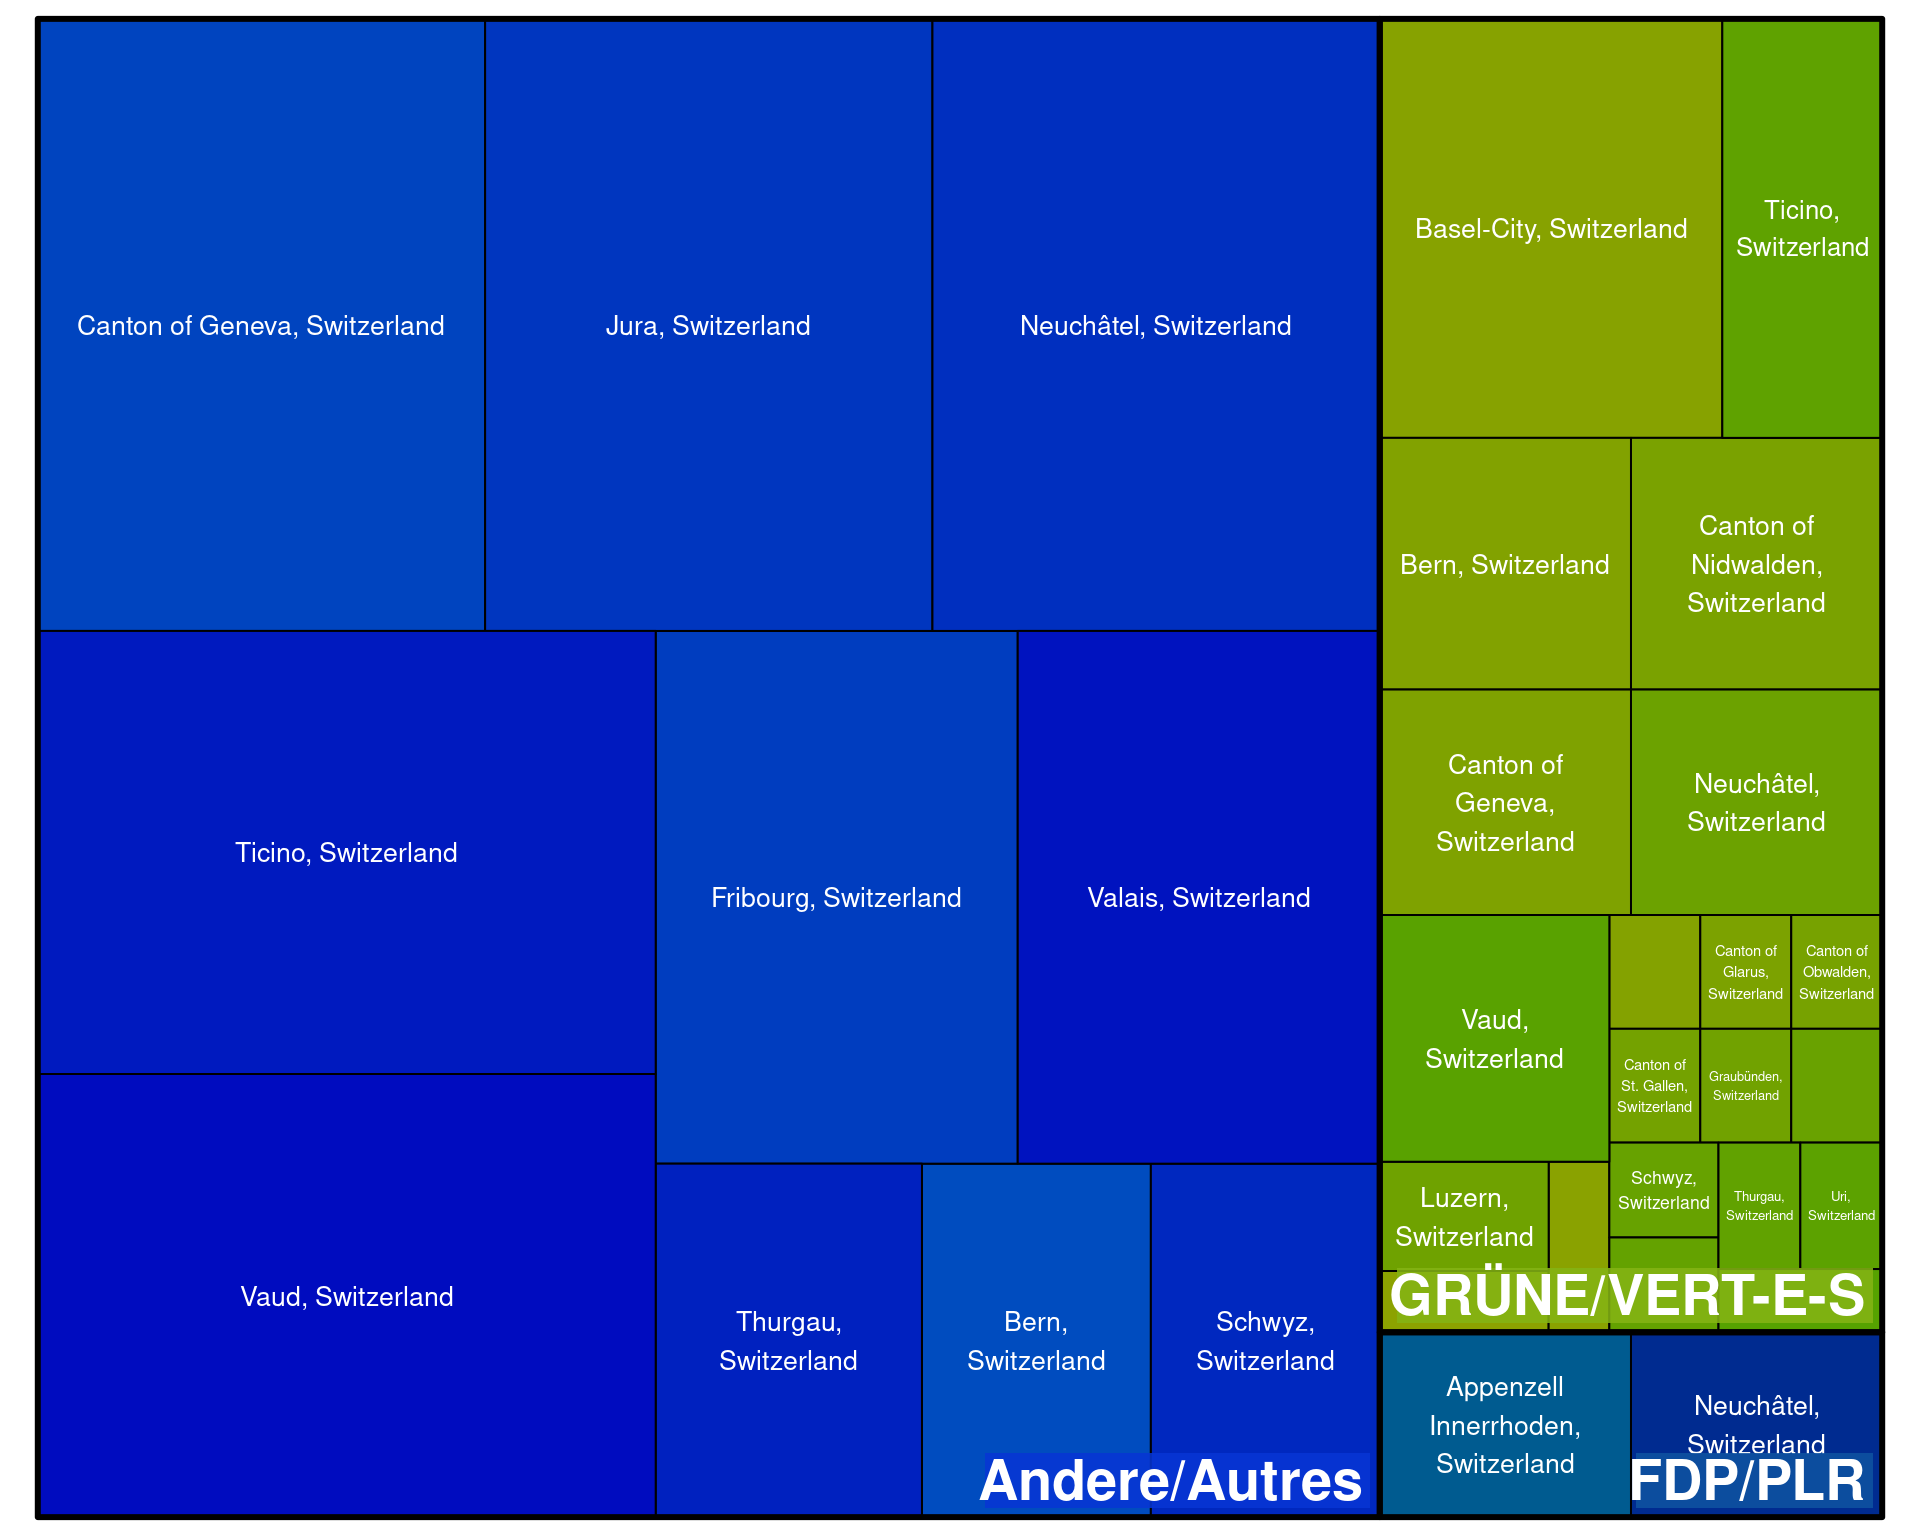 Canton of Geneva, Switzerland
Jura, Switzerland
Neuchâtel, Switzerland
Ticino, Switzerland
Fribourg, Switzerland
Valais, Switzerland
Vaud, Switzerland
Thurgau,
Switzerland
Bern,
Switzerland
Schwyz,
Switzerland
Andere/Autres
Basel-City, Switzerland
Ticino,
Switzerland
Bern, Switzerland
Canton of
Nidwalden,
Switzerland
Canton of
Geneva,
Switzerland
Neuchâtel,
Switzerland
Vaud,
Switzerland
Canton of
Glarus,
Switzerland
Canton of
Obwalden,
Switzerland
Canton of
St. Gallen,
Switzerland
Graubünden,
Switzerland
Luzern,
Switzerland
Schwyz,
Switzerland
Thurgau,
Switzerland
Uri,
Switzerland
GRÜNE/VERT-E-S
Appenzell
Innerrhoden,
Switzerland
Neuchâtel,
Switzerland
FDP/PLR